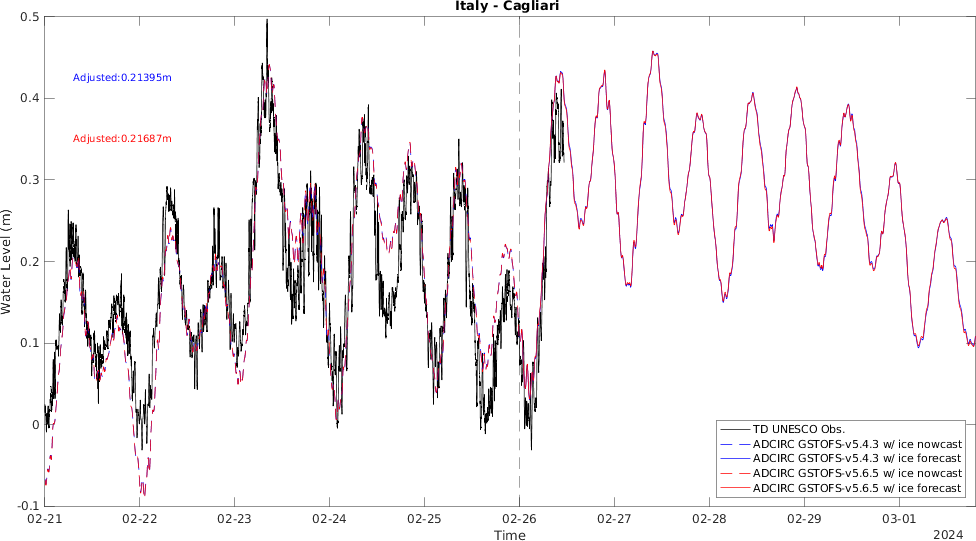 Italy - Cagliari
0.5
0.4
0.3
0.2
0.1
0
-0.1
Water Level (m)
Adjusted:0.21395m
Adjusted:0.21687m
TD UNESCO Obs.
ADCIRC GSTOFS-v5.4.3 w/ ice nowcast
ADCIRC GSTOFS-v5.4.3 w/ ice forecast
ADCIRC GSTOFS-v5.6.5 w/ ice nowcast
ADCIRC GSTOFS-v5.6.5 w/ ice forecast
02-21 02-22 02-23 02-24 02-25 02-26 02-27 02-28 02-29 03-01
Time
2024